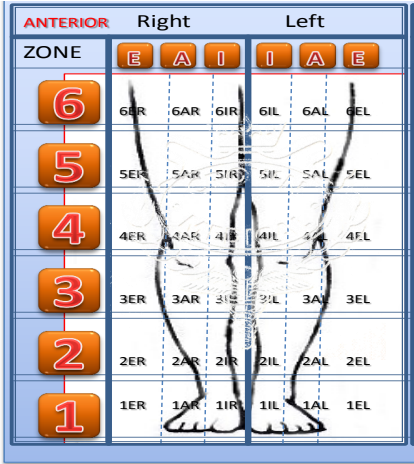 ANTERIOR Right Left
ZONE E A I I A E
6 6ER 6AR 6IR 6IL 6AL 6EL
5 5ER 5AR 5IR 5IL 5AL 5EL
4 4ER 4AR 4IR 4IL 4AL 4EL
3 3ER 3AR 3IR 3IL 3AL 3EL
2 2ER 2AR 2IR 2IL 2AL 2EL
1 1ER 1AR 1IR 1IL 1AL 1EL